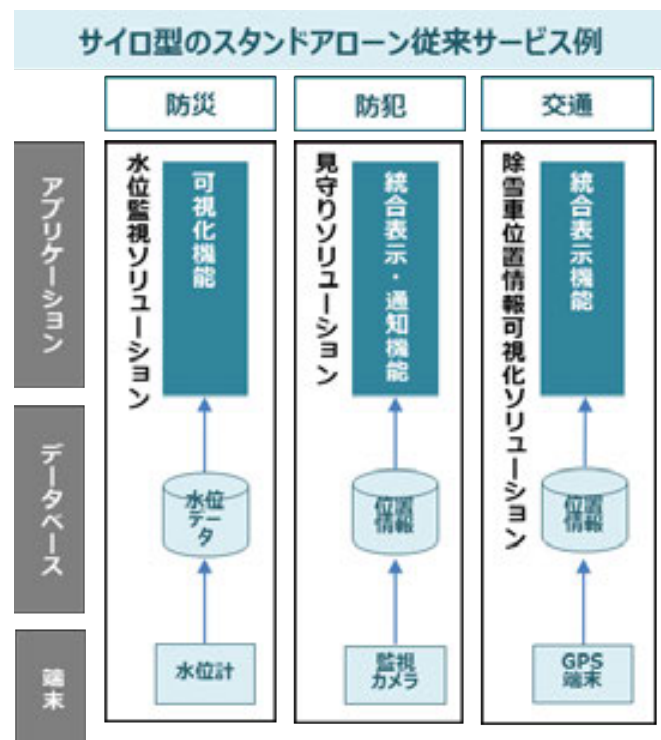 サイロ型のスタンドアローン従来サービス例
防災
防犯
交通
アプリケーション
データベース
端末
水位監視ソリューション
可視化機能
水位
デー
タ
水位計
見守りソリューション
統合表示・通知機能
位置
情報
監視
カメラ
除雪車位置情報可視化ソリューション
統合表示機能
位置
情報
GPS
端末